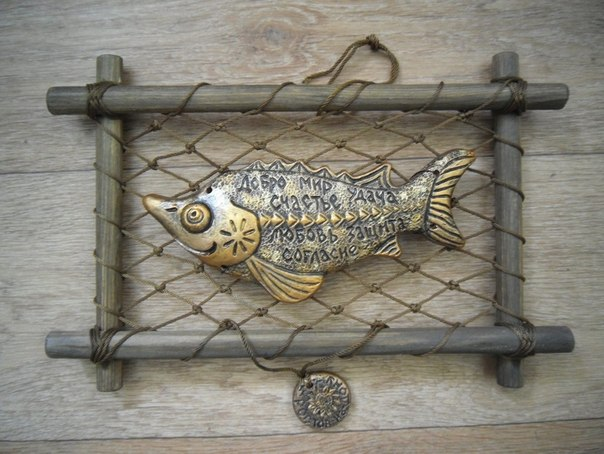 Добро мир удача
счастье
любовь защита
согласие